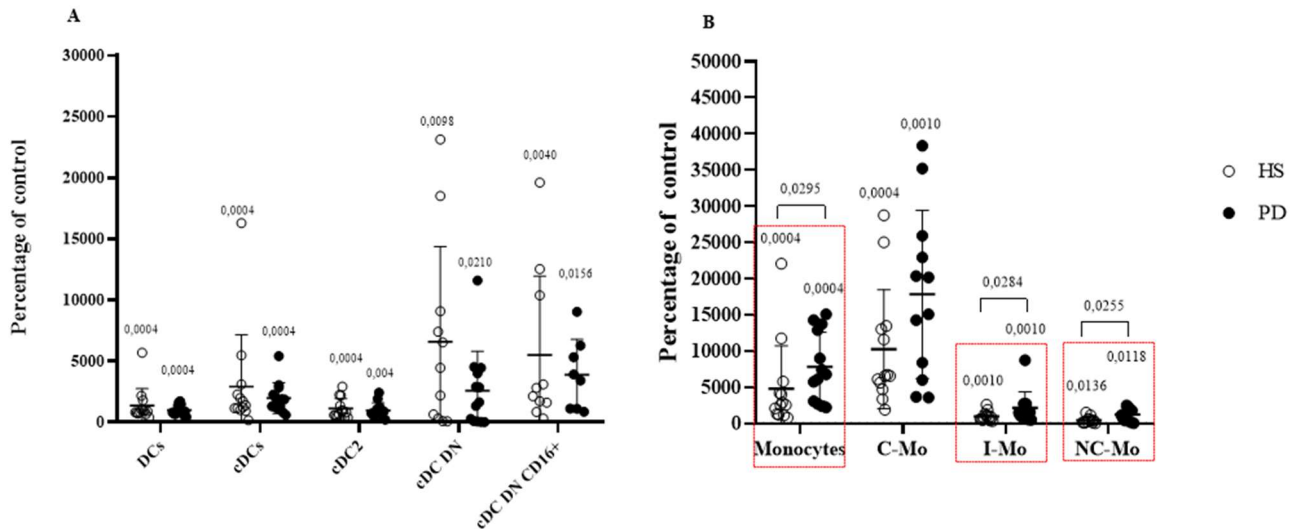 A
Percentage of control
30000
25000
20000
15000
10000
5000
0
0,0004
0,0004
0,0004
0,0004
0,0004
0,004
0,0098
0,0210
0,0040
0,0156
DCs
cDCs
cDC2
cDC DN
cDC DN CD16+
B
Percentage of control
50000
45000
40000
35000
30000
25000
20000
15000
10000
5000
0
0,0295
0,0004
0,0004
0,0004
0,0010
0,0284
0,0010
0,0010
0,0255
0,0136
0,0118
Monocytes
C-Mo
I-Mo
NC-Mo
HS
PD